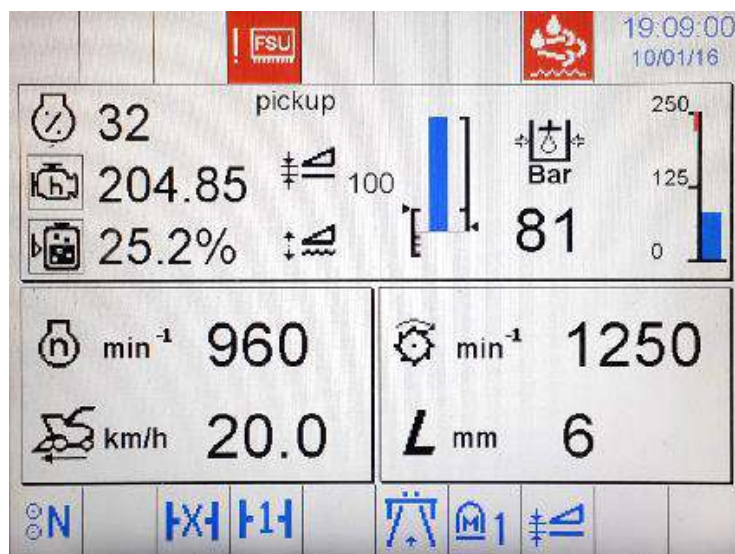 ! FSU
19:09:00
10/01/16
32
pickup
204.85
100
25.2%
Bar
81
250
125
0
n min⁻¹ 960
km/h 20.0
min⁻¹ 1250
L mm 6
N
X
1
M 1